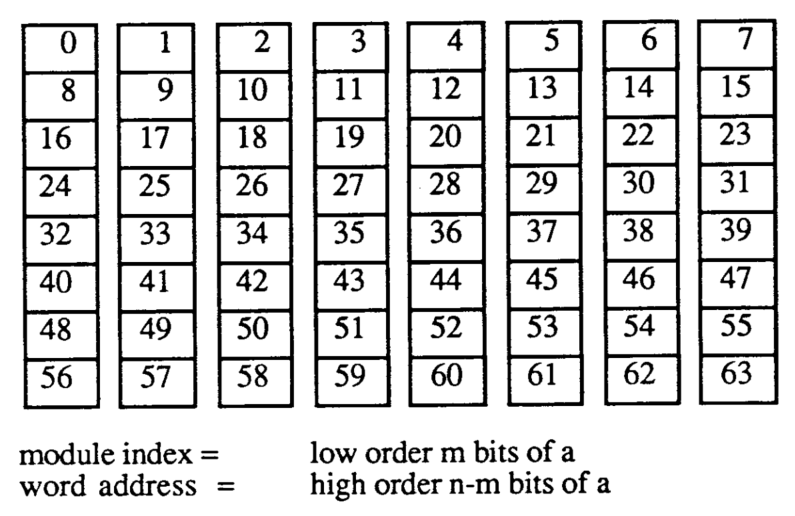 0 1 2 3 4 5 6 7
8 9 10 11 12 13 14 15
16 17 18 19 20 21 22 23
24 25 26 27 28 29 30 31
32 33 34 35 36 37 38 39
40 41 42 43 44 45 46 47
48 49 50 51 52 53 54 55
56 57 58 59 60 61 62 63
module index = low order m bits of a
word address = high order n-m bits of a